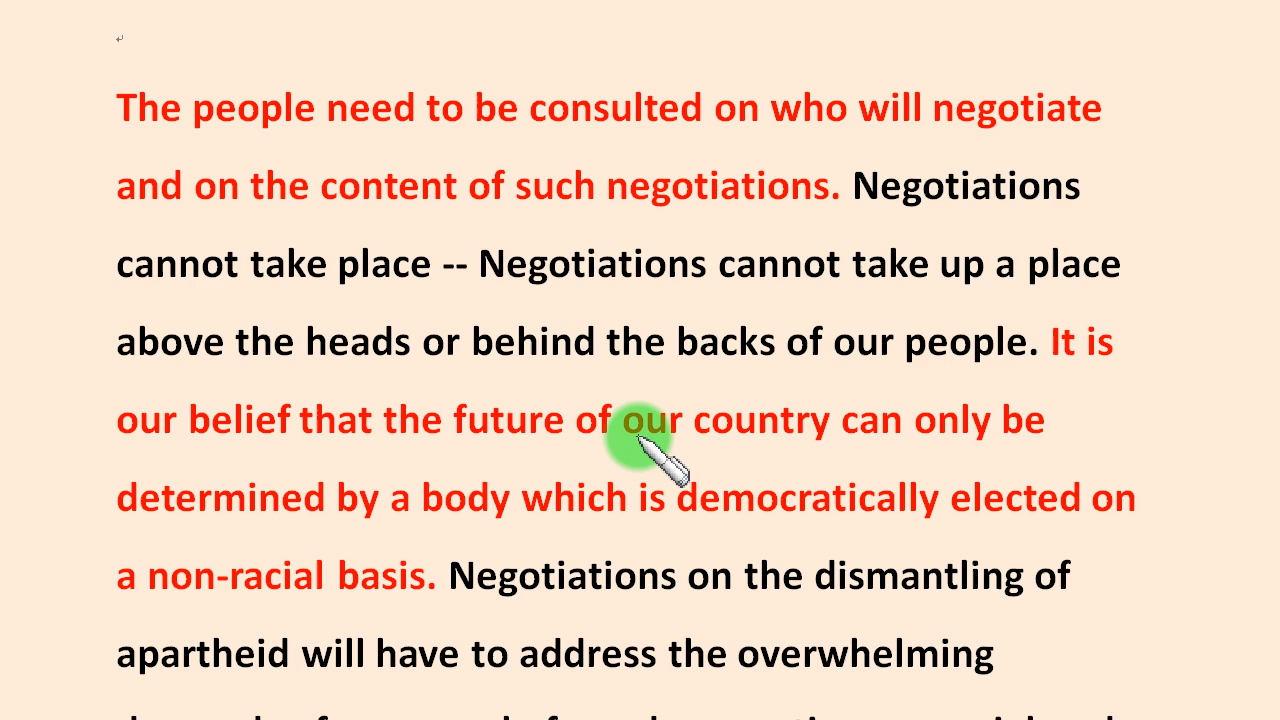 The people need to be consulted on who will negotiate
and on the content of such negotiations. Negotiations
cannot take place -- Negotiations cannot take up a place
above the heads or behind the backs of our people. It is
our belief that the future of our country can only be
determined by a body which is democratically elected on
a non-racial basis. Negotiations on the dismantling of
apartheid will have to address the overwhelming